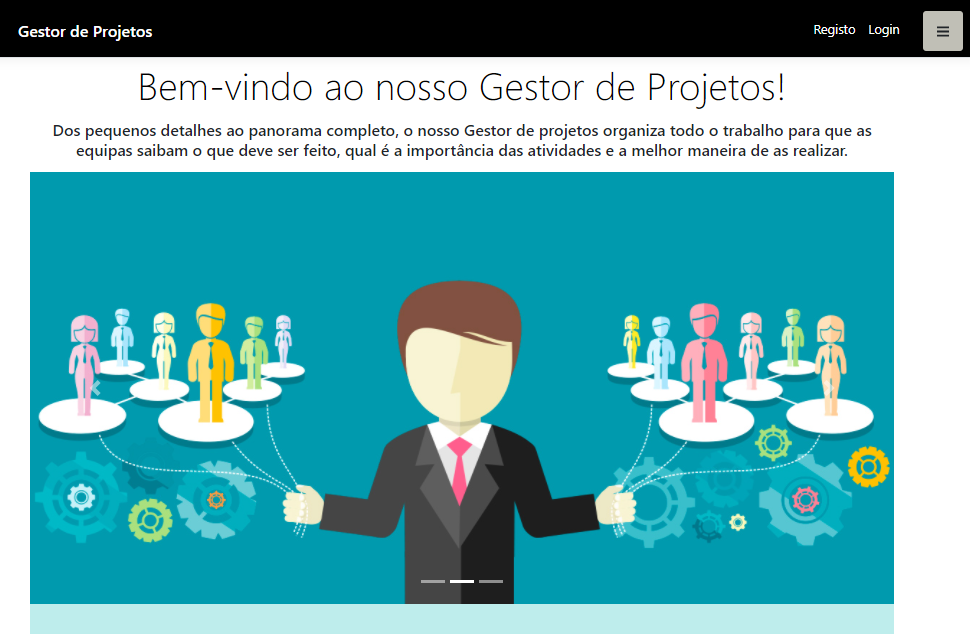 Gestor de Projetos
Registo Login
Bem-vindo ao nosso Gestor de Projetos!
Dos pequenos detalhes ao panorama completo, o nosso Gestor de projetos organiza todo o trabalho para que as
equipas saibam o que deve ser feito, qual é a importância das atividades e a melhor maneira de as realizar.